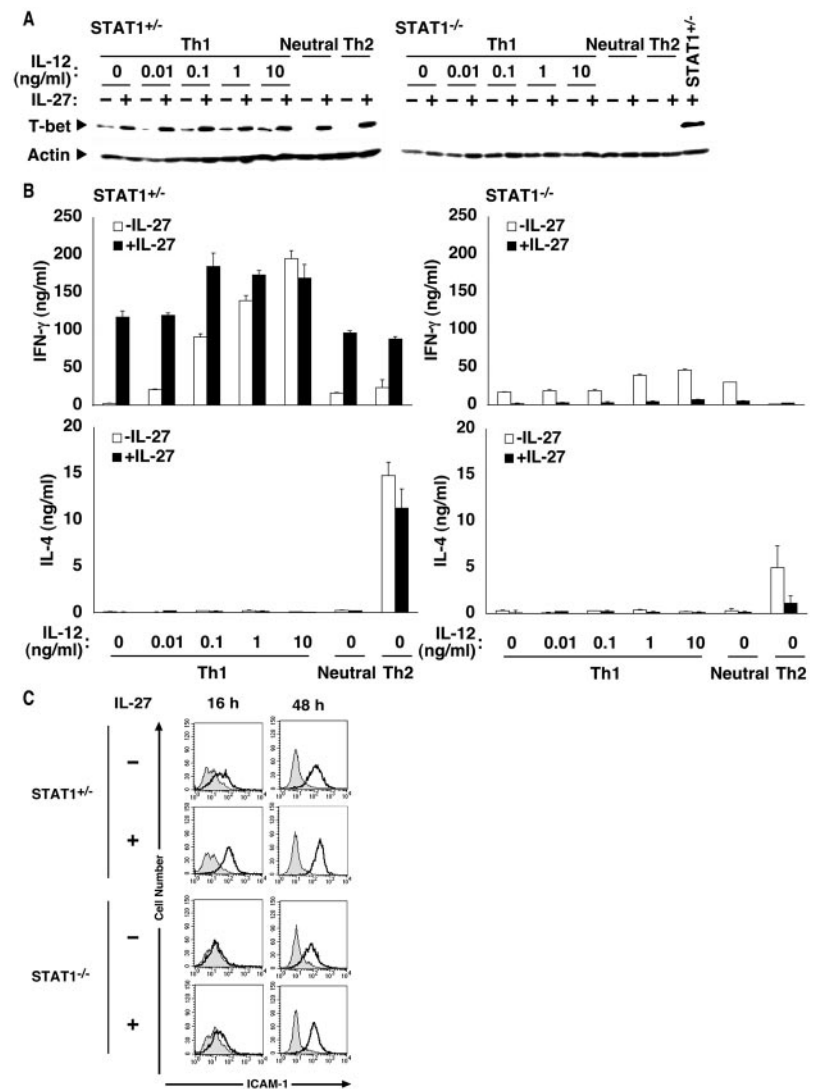 A
STAT1+/-
STAT1-/-
Th1 Neutral Th2 Th1 Neutral Th2 STAT1+/-
IL-12 (ng/ml) : 0 0.01 0.1 1 10 0 0.01 0.1 1 10
IL-27: - + - + - + - + - + - + - + - + - + - + - + - + - + - + +
T-bet
Actin
B
STAT1+/-
250
200
150
100
50
0
IFN-γ (ng/ml)
-IL-27
+IL-27
STAT1-/-
250
200
150
100
50
0
IFN-γ (ng/ml)
-IL-27
+IL-27
20
15
10
5
0
IL-4 (ng/ml)
-IL-27
+IL-27
20
15
10
5
0
IL-4 (ng/ml)
-IL-27
+IL-27
IL-12 (ng/ml) : 0 0.01 0.1 1 10 0 0
Th1 Neutral Th2
IL-12 (ng/ml) : 0 0.01 0.1 1 10 0 0
Th1 Neutral Th2
C
IL-27 16 h 48 h
STAT1+/-
-
+
STAT1-/-
-
+
Cell Number
ICAM-1